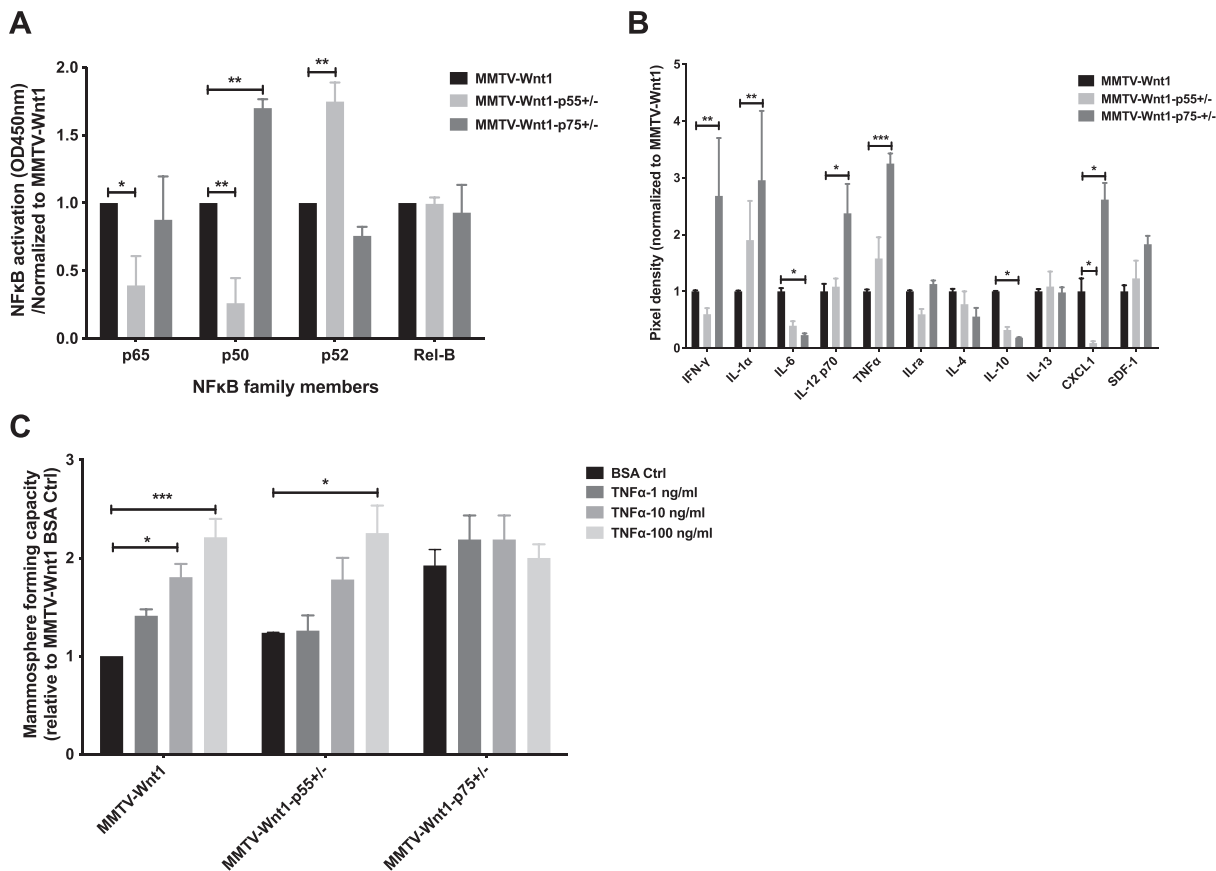 A
NFκB activation (OD450nm)
/Normalized to MMTV-Wnt1
2.0
1.5
1.0
0.5
0.0
*
**
**
**
p65
p50
p52
Rel-B
NFκB family members
MMTV-Wnt1
MMTV-Wnt1-p55+/-
MMTV-Wnt1-p75+/-
B
Pixel density (normalized to MMTV-Wnt1)
5
4
3
2
1
0
**
**
*
*
***
*
*
*
IFN-γ
IL-1α
IL-6
IL-12 p70
TNFα
ILra
IL-4
IL-10
IL-13
CXCL1
SDF-1
MMTV-Wnt1
MMTV-Wnt1-p55+/-
MMTV-Wnt1-p75-+/-
C
Mammosphere forming capacity
(relative to MMTV-Wnt1 BSA Ctrl)
3
2
1
0
***
*
*
MMTV-Wnt1
MMTV-Wnt1-p55+/-
MMTV-Wnt1-p75+/-
BSA Ctrl
TNFα-1 ng/ml
TNFα-10 ng/ml
TNFα-100 ng/ml